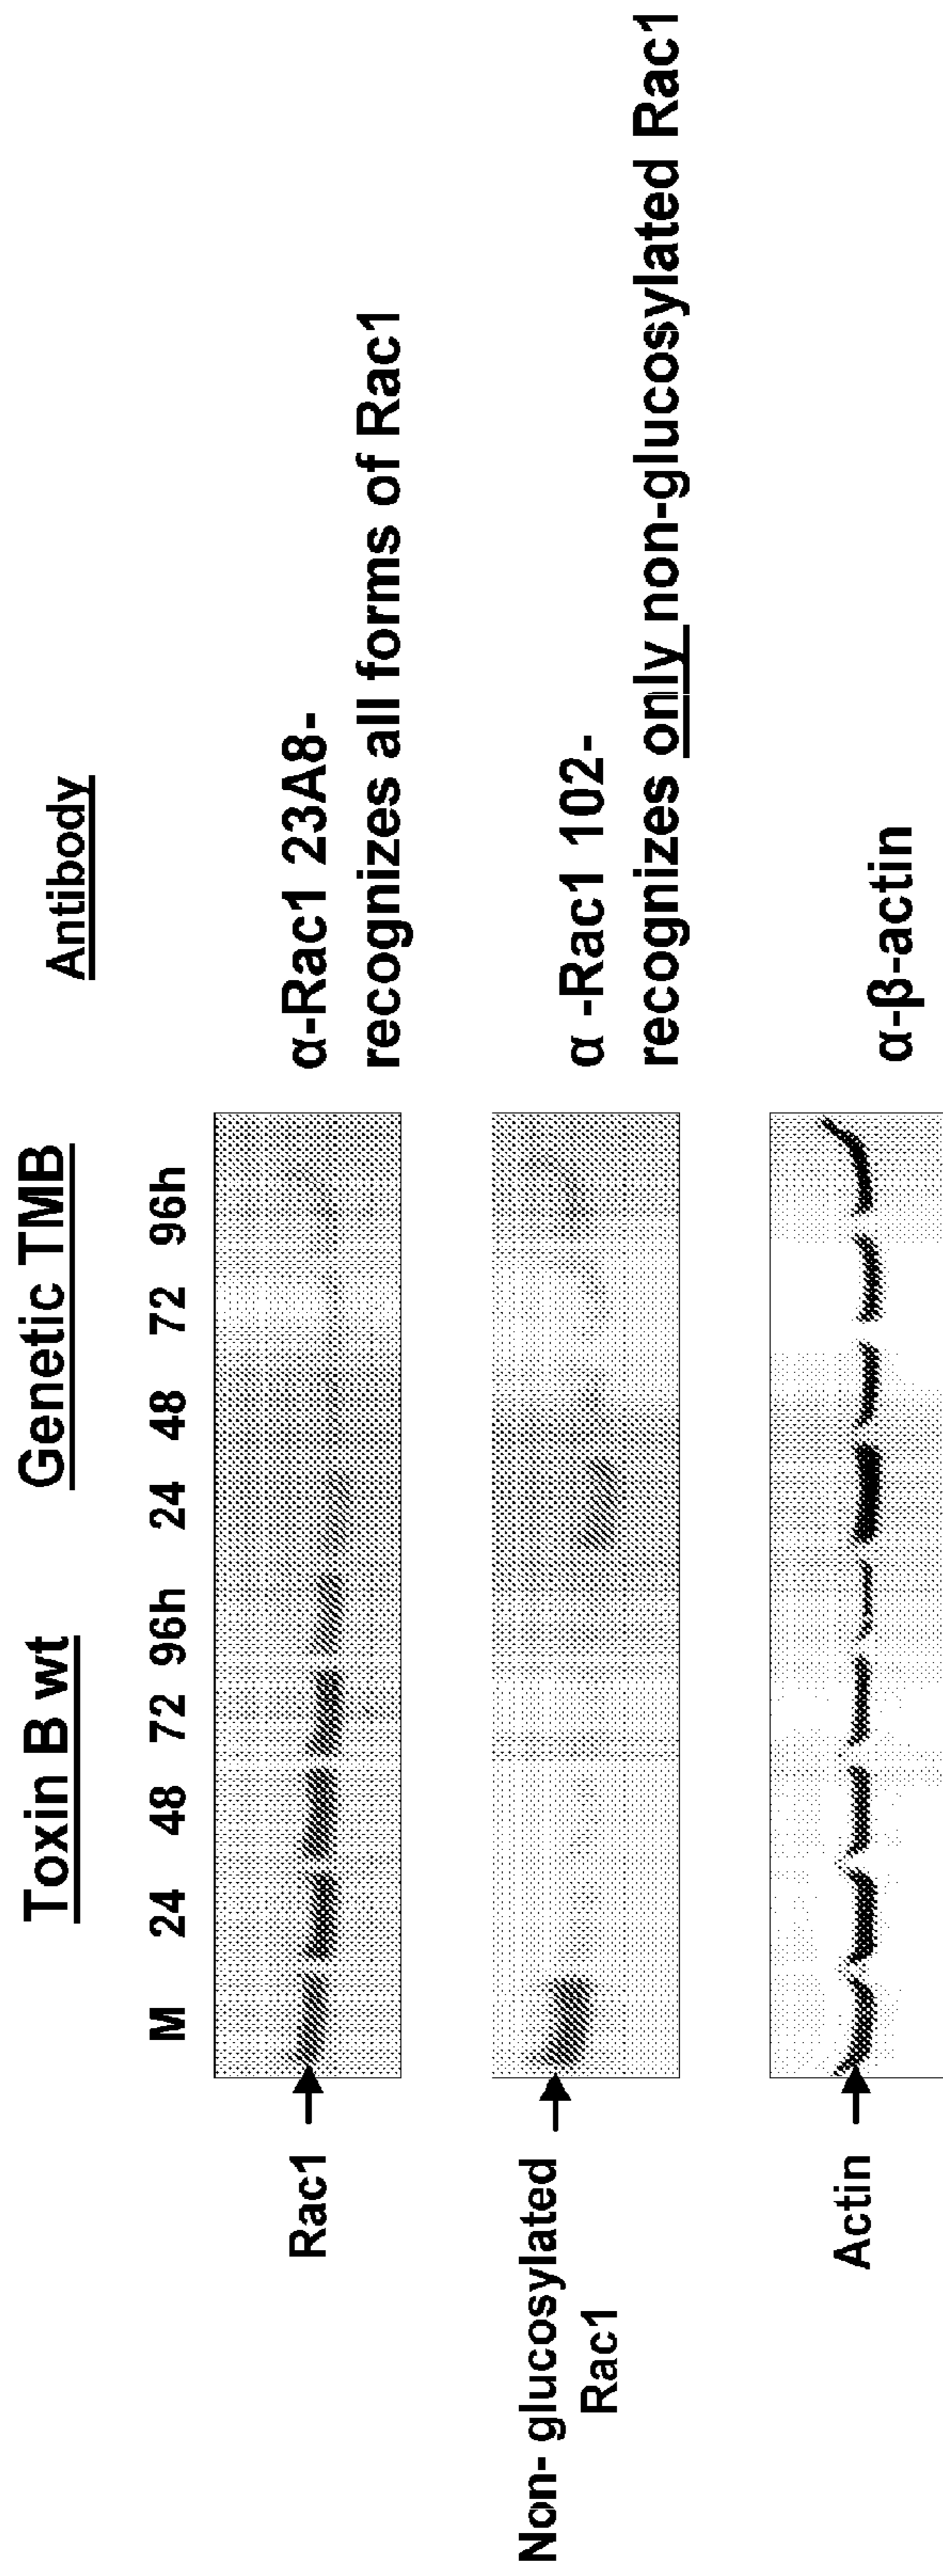 Toxin B wt Genetic TMB
Antibody
M 24 48 72 96h 24 48 72 96h
Rac1
α-Rac1 23A8-
recognizes all forms of Rac1
Non- glucosylated
Rac1
α -Rac1 102-
recognizes only non-glucosylated Rac1
Actin
α-β-actin